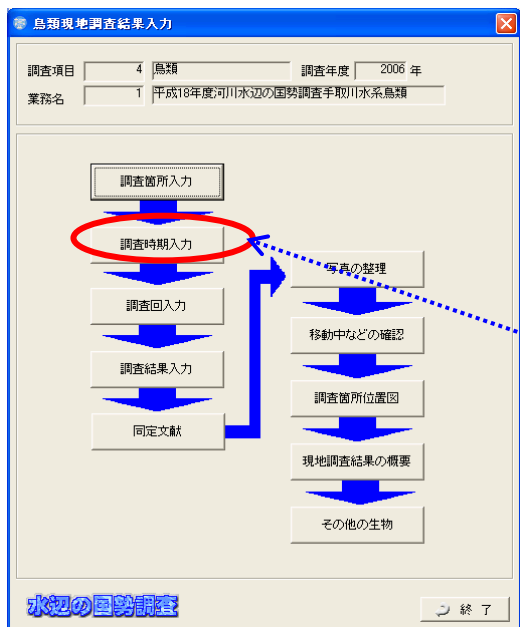 鳥類現地調査結果入力
調査項目 4 鳥類 調査年度 2006 年
業務名 1 平成18年度河川水辺の国勢調査手取川水系鳥類
調査箇所入力
調査時期入力
調査回入力
調査結果入力
同定文献
写真の整理
移動中などの確認
調査箇所位置図
現地調査結果の概要
その他の生物
水辺の国勢調査
終 了